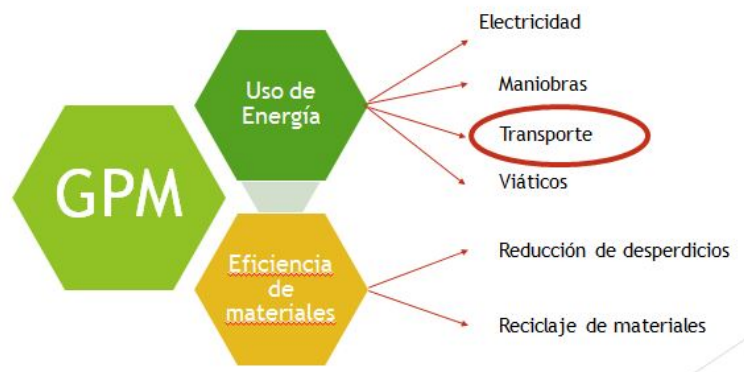 GPM
Uso de
Energía
Electricidad
Maniobras
Transporte
Viáticos
Eficiencia
de
materiales
Reducción de desperdicios
Reciclaje de materiales